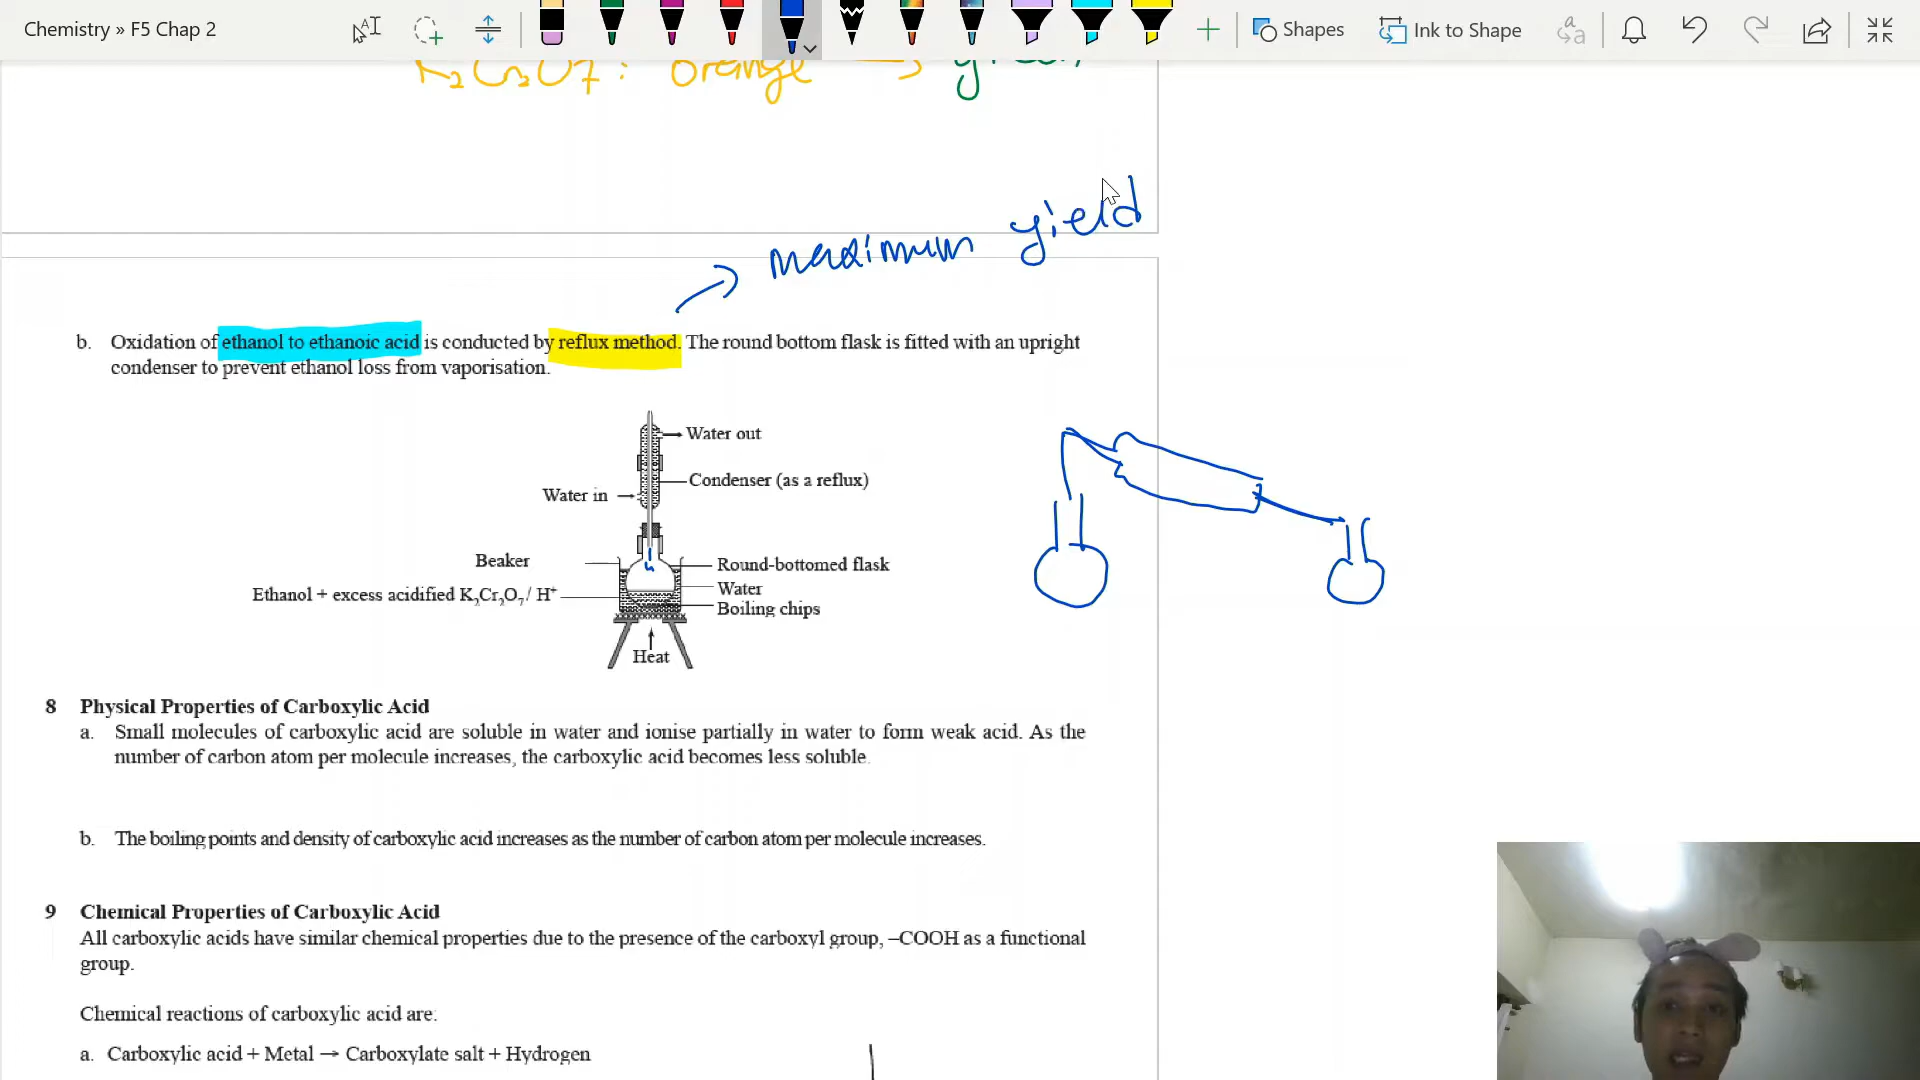 Chemistry » F5 Chap 2
Shapes
Ink to Shape
K2Cr2O7 : orange → green
maximum yield
b. Oxidation of ethanol to ethanoic acid is conducted by reflux method. The round bottom flask is fitted with an upright
condenser to prevent ethanol loss from vaporisation.
Water out
Condenser (as a reflux)
Water in
Beaker
Round-bottomed flask
Water
Ethanol + excess acidified K₂Cr₂O₇ / H⁺
Boiling chips
Heat
8 Physical Properties of Carboxylic Acid
a. Small molecules of carboxylic acid are soluble in water and ionise partially in water to form weak acid. As the
number of carbon atom per molecule increases, the carboxylic acid becomes less soluble.
b. The boiling points and density of carboxylic acid increases as the number of carbon atom per molecule increases.
9 Chemical Properties of Carboxylic Acid
All carboxylic acids have similar chemical properties due to the presence of the carboxyl group, –COOH as a functional
group.
Chemical reactions of carboxylic acid are:
a. Carboxylic acid + Metal → Carboxylate salt + Hydrogen